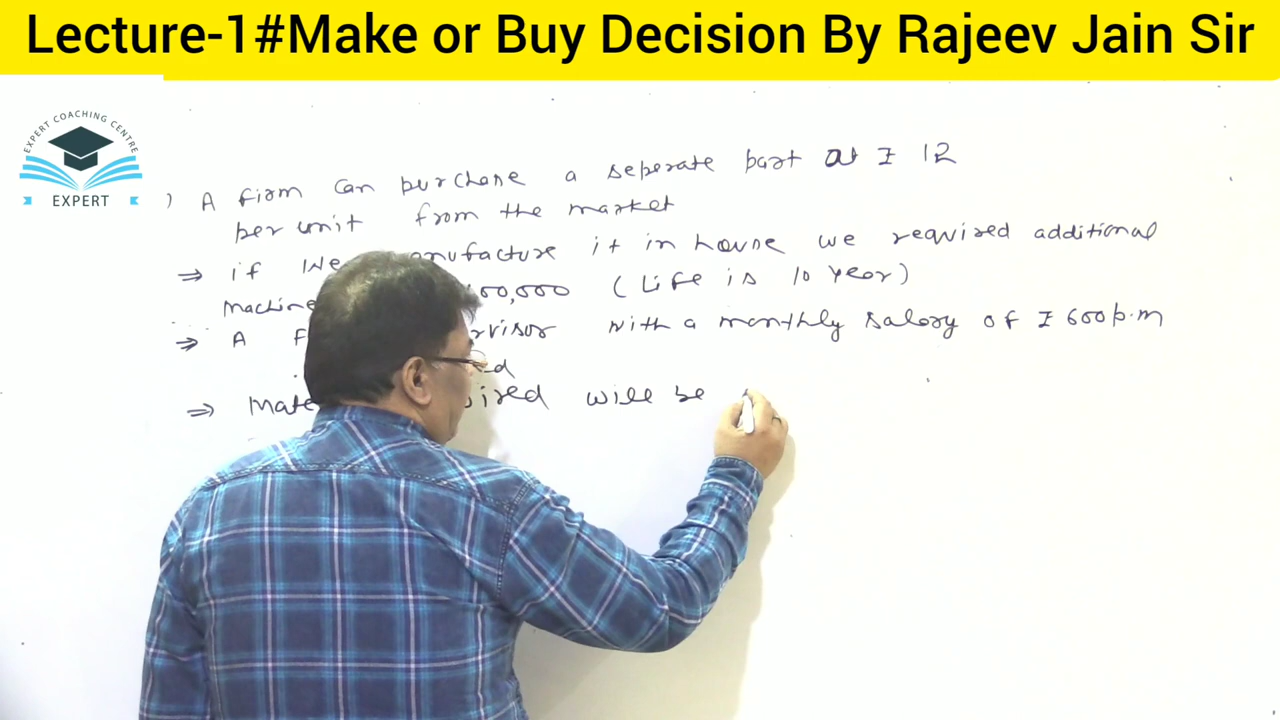 Lecture-1#Make or Buy Decision By Rajeev Jain Sir
EXPERT COACHING CENTRE
EXPERT
) A firm can purchase a seperate part at ₹ 12
per unit from the market
⇒ if we it in house we required additional
machine 00,000 (Life is 10 year)
⇒ A with a monthly salary of ₹ 600 p.m
⇒ will be